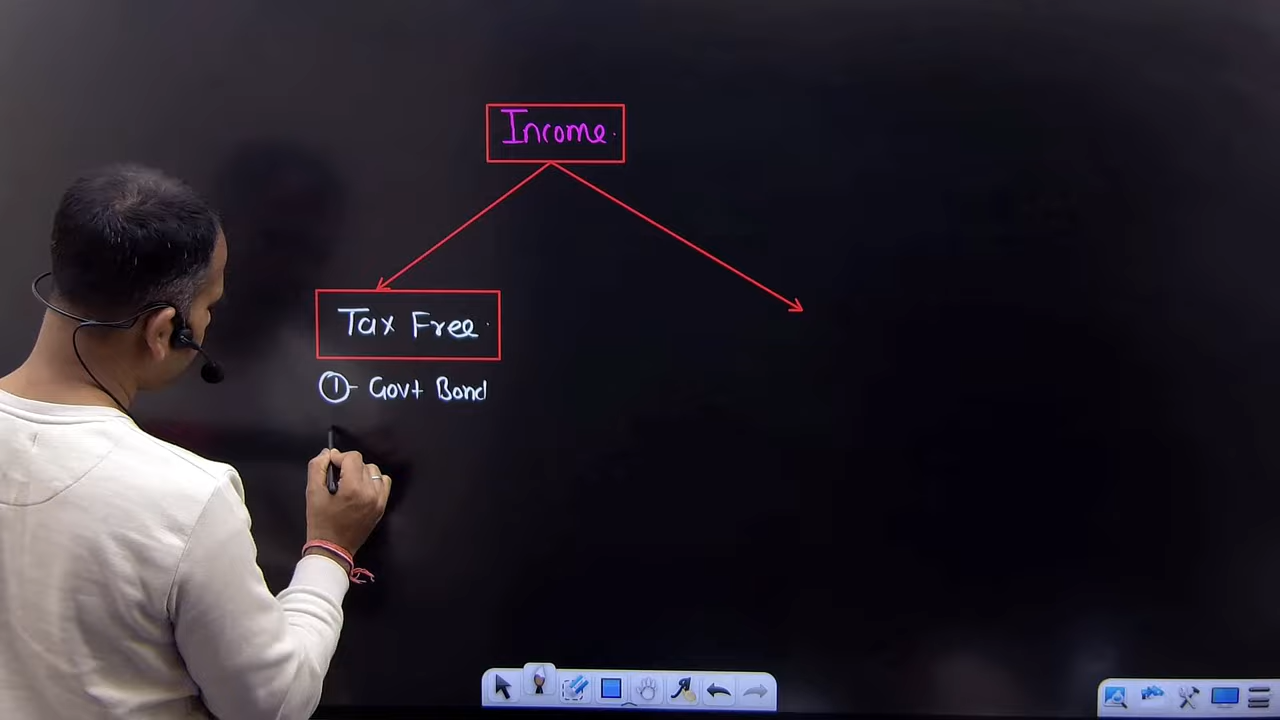 Income.
Tax Free.
①- Govt Bond